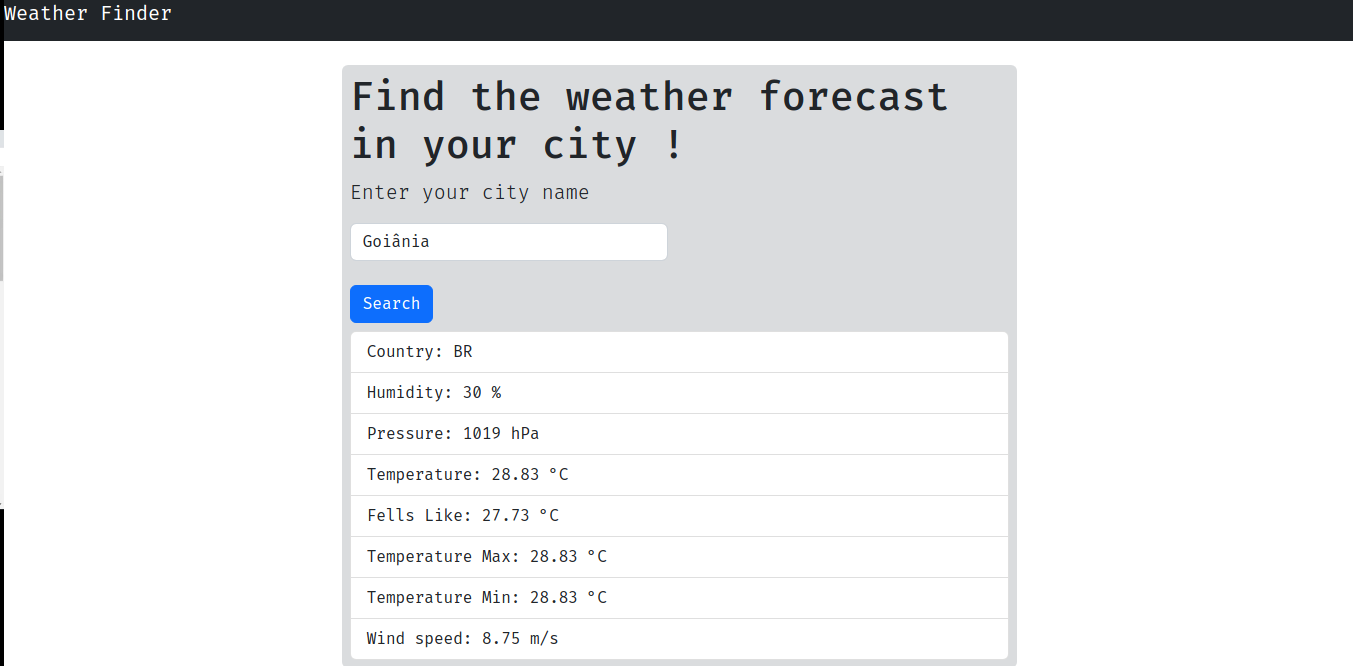 Weather Finder
Find the weather forecast
in your city !
Enter your city name
Goiânia
Search
Country: BR
Humidity: 30 %
Pressure: 1019 hPa
Temperature: 28.83 °C
Fells Like: 27.73 °C
Temperature Max: 28.83 °C
Temperature Min: 28.83 °C
Wind speed: 8.75 m/s